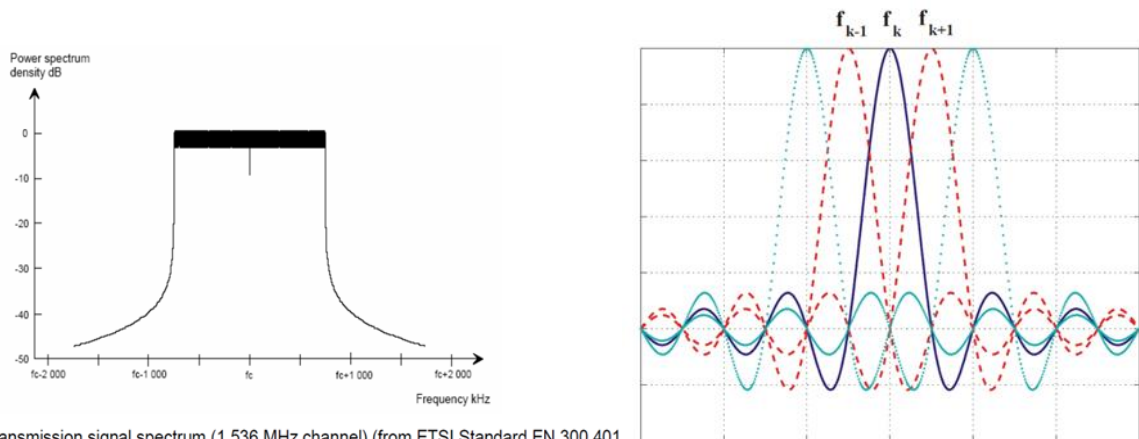 Power spectrum
density dB
0
-10
-20
-30
-40
-50
fc-2 000 fc-1 000 fc fc+1 000 fc+2 000
Frequency kHz
ansmission signal spectrum (1.536 MHz channel) (from ETSI Standard EN 300 401
f k-1 f k f k+1